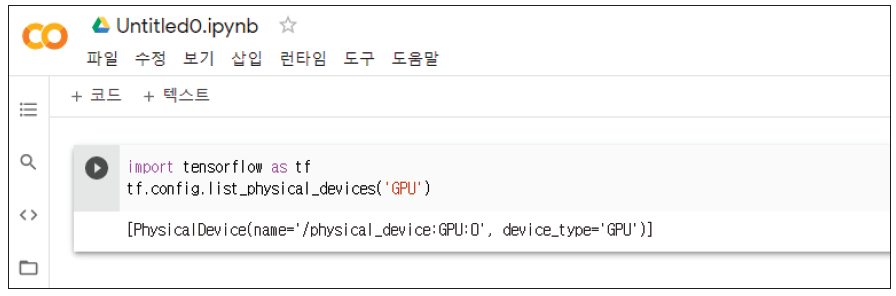 Untitled0.ipynb
파일 수정 보기 삽입 런타임 도구 도움말
+ 코드 + 텍스트
import tensorflow as tf
tf.config.list_physical_devices('GPU')
[PhysicalDevice(name='/physical_device:GPU:0', device_type='GPU')]